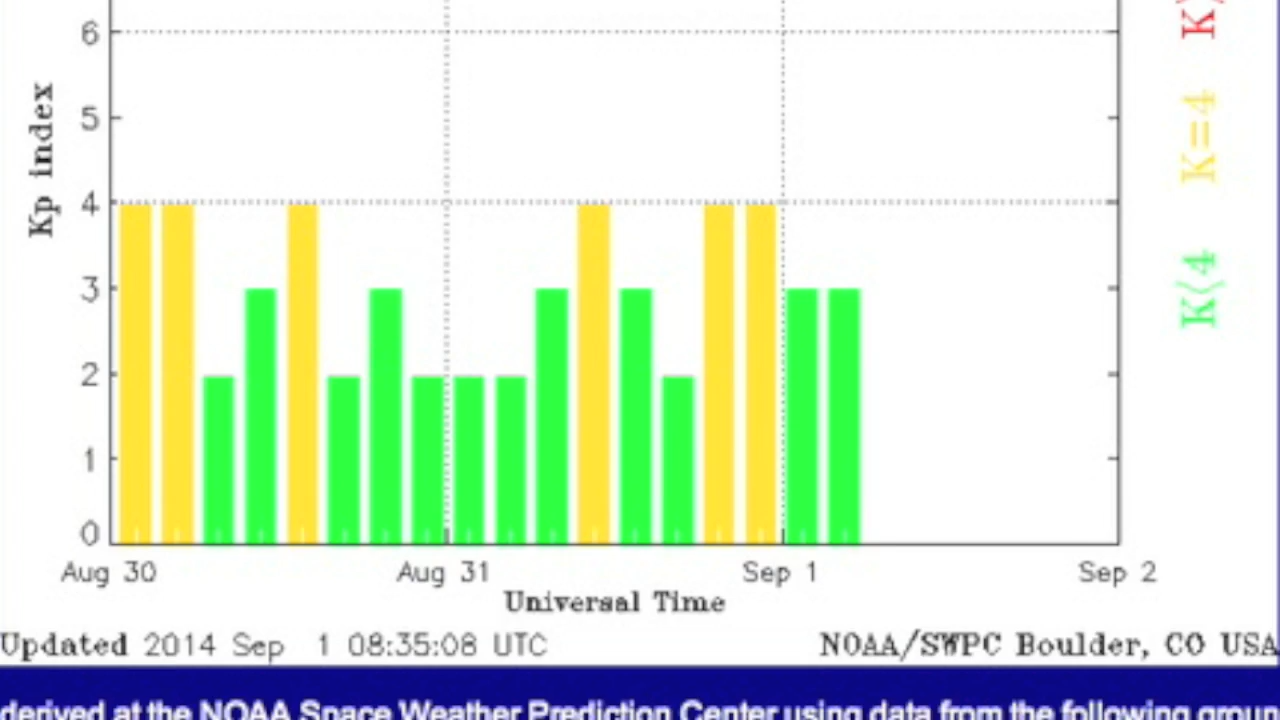 K>
6
5
K=4
Kp index
4
3
K<4
2
1
0
Aug 30 Aug 31 Sep 1 Sep 2
Universal Time
Updated 2014 Sep 1 08:35:08 UTC NOAA/SWPC Boulder, CO USA
derived at the NOAA Space Weather Prediction Center using data from the following